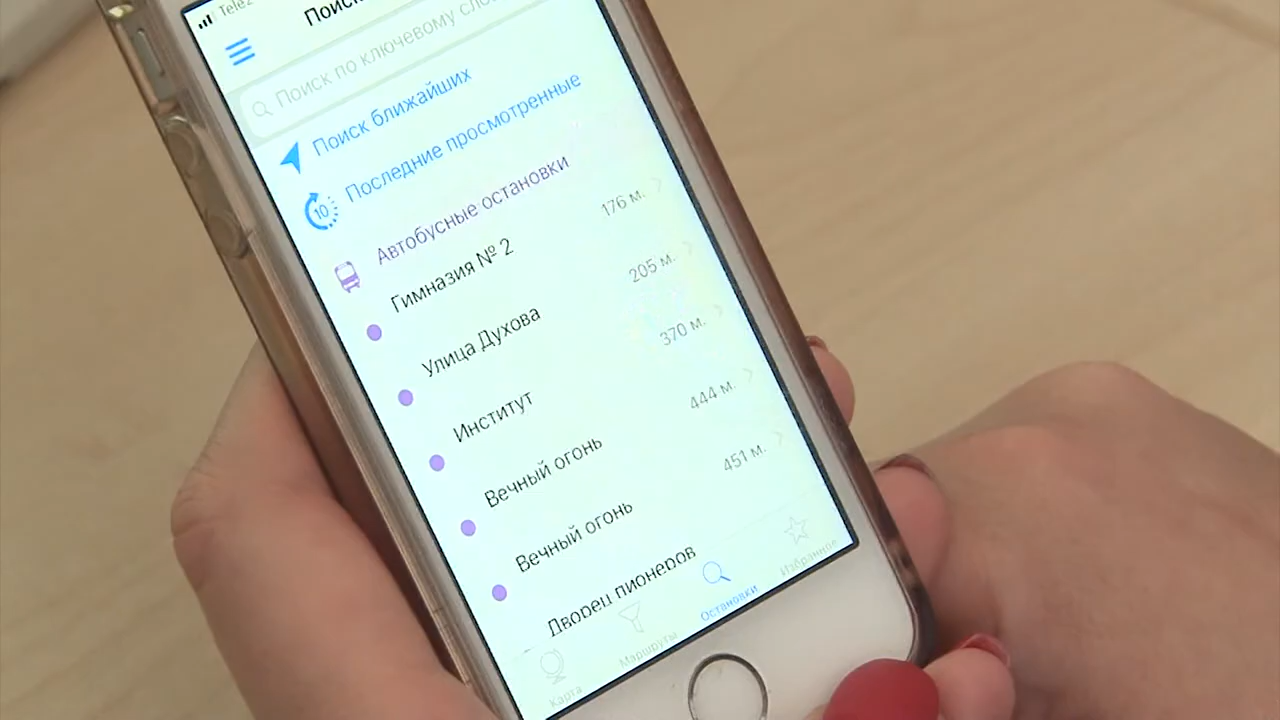 Tele2
Поиск
Поиск по ключевому
Поиск ближайших
10
Последние просмотренные
Автобусные остановки
Гимназия № 2 176 м.
Улица Духова 205 м.
Институт 370 м.
Вечный огонь 444 м.
Вечный огонь 451 м.
Дворец пионеров
Карта Маршруты Остановки Избранное